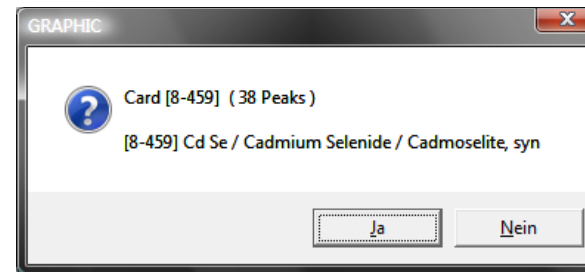 GRAPHIC
Card [8-459] ( 38 Peaks )
[8-459] Cd Se / Cadmium Selenide / Cadmoselite, syn
Ja
Nein